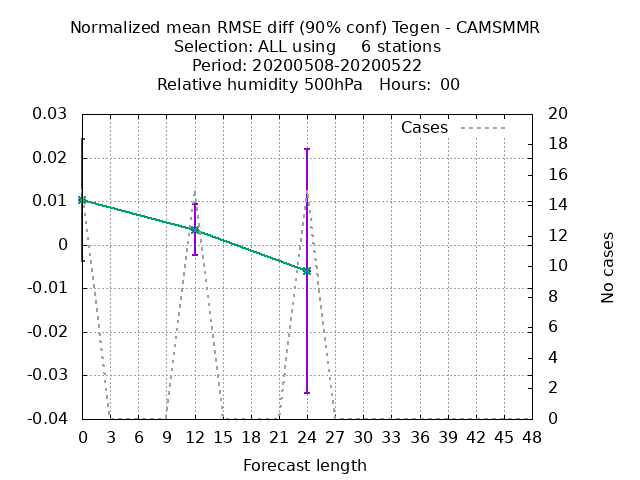 Normalized mean RMSE diff (90% conf) Tegen - CAMSMMR
Selection: ALL using     6 stations
Period: 20200508-20200522
Relative humidity 500hPa   Hours:  00
Cases
0.03
0.02
0.01
0
-0.01
-0.02
-0.03
-0.04
20
18
16
14
12
10
8
6
4
2
0
No cases
0 3 6 9 12 15 18 21 24 27 30 33 36 39 42 45 48
Forecast length